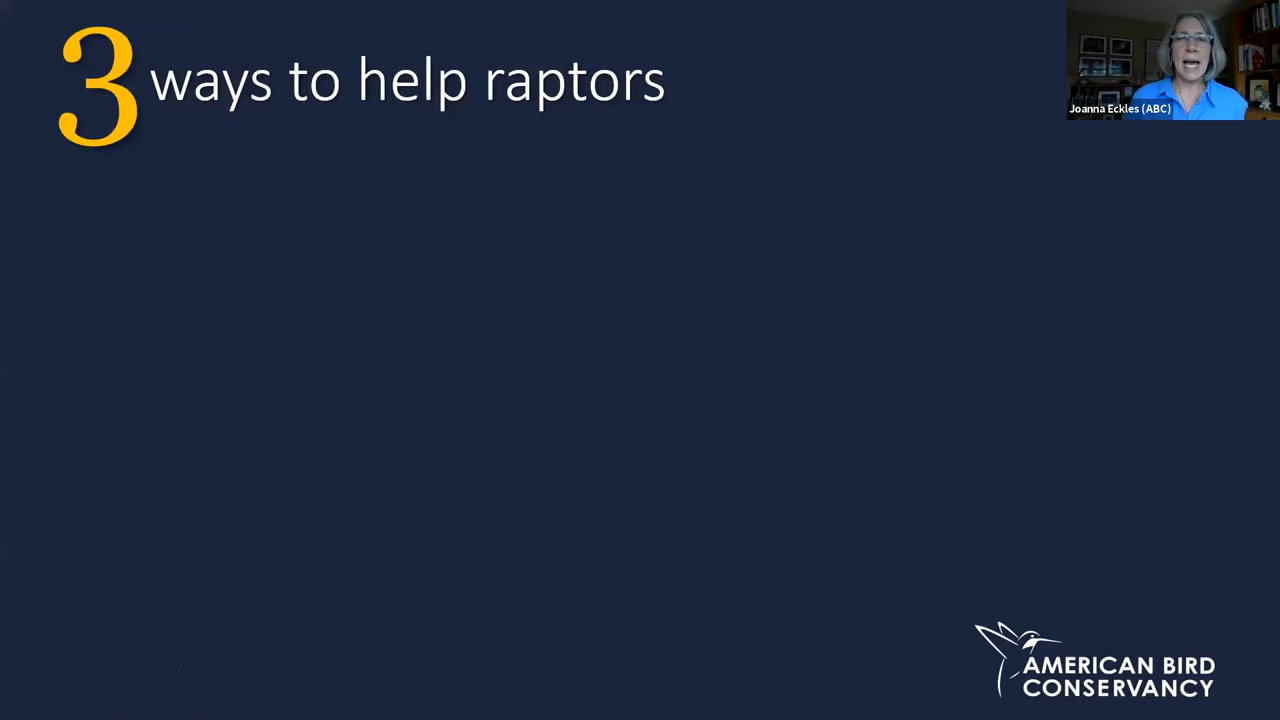 3 ways to help raptors
Joanna Eckles (ABC)
AMERICAN BIRD
CONSERVANCY